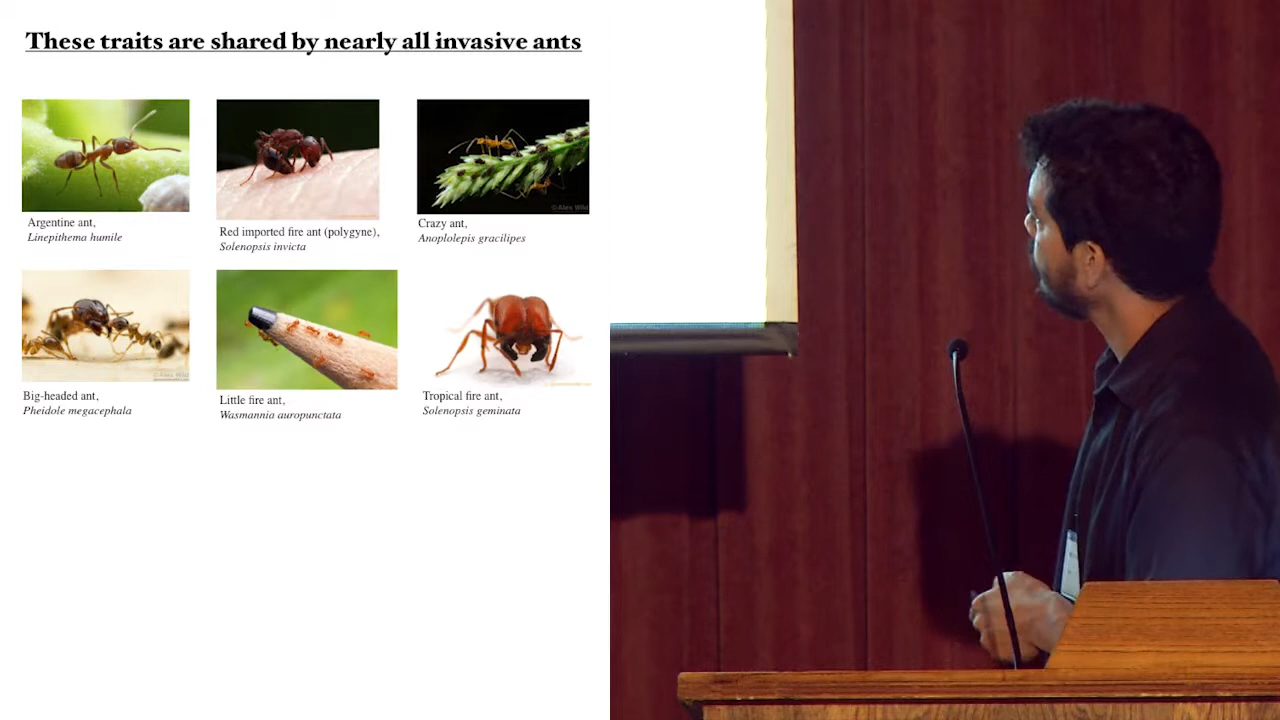 These traits are shared by nearly all invasive ants
Argentine ant,
Linepithema humile
Red imported fire ant (polygyne),
Solenopsis invicta
©Alex Wild
Crazy ant,
Anoplolepis gracilipes
Big-headed ant,
Pheidole megacephala
Little fire ant,
Wasmannia auropunctata
Tropical fire ant,
Solenopsis geminata